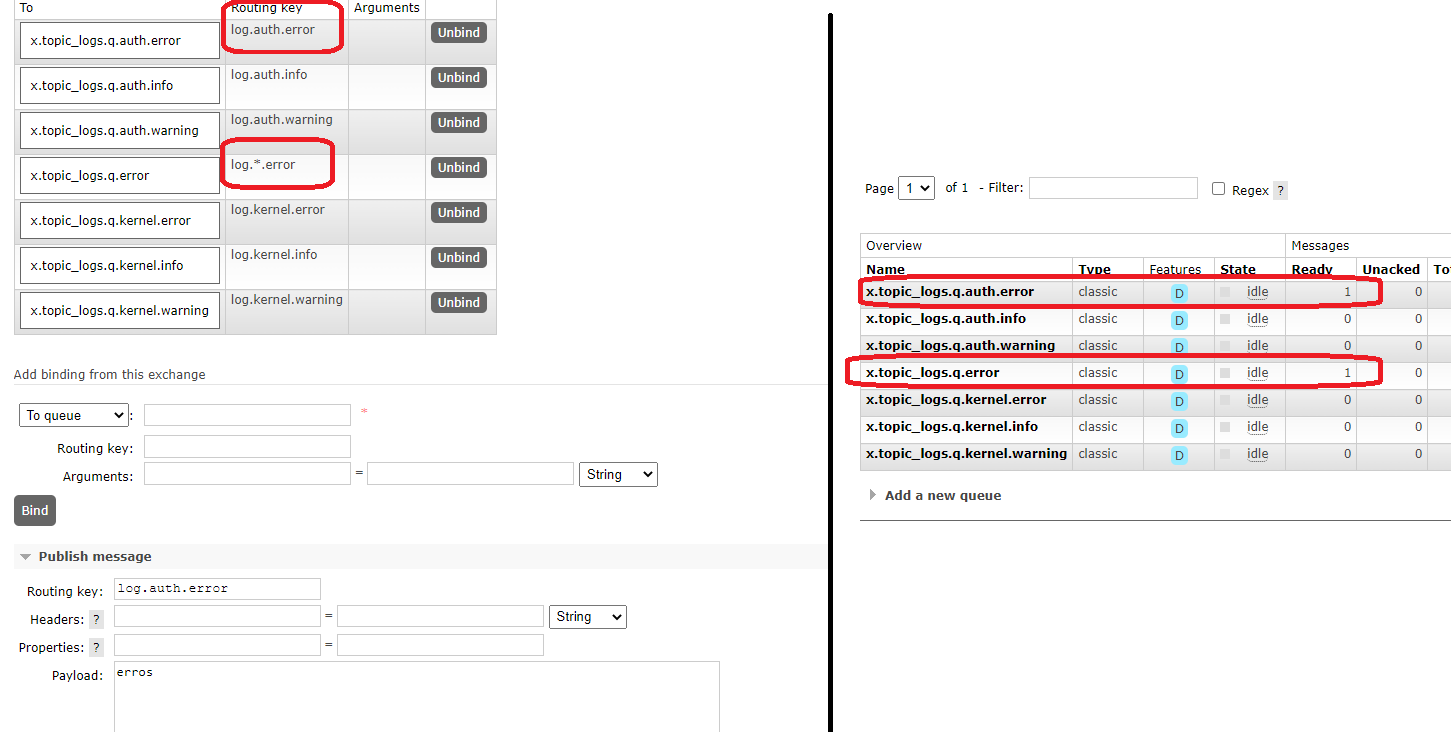 To Routing key Arguments
x.topic_logs.q.auth.error log.auth.error Unbind
x.topic_logs.q.auth.info log.auth.info Unbind
x.topic_logs.q.auth.warning log.auth.warning Unbind
x.topic_logs.q.error log.*.error Unbind
x.topic_logs.q.kernel.error log.kernel.error Unbind
x.topic_logs.q.kernel.info log.kernel.info Unbind
x.topic_logs.q.kernel.warning log.kernel.warning Unbind
Add binding from this exchange
To queue : *
Routing key:
Arguments: = String
Bind
Publish message
Routing key: log.auth.error
Headers: ? = String
Properties: ? =
Payload: erros
Page 1 of 1 - Filter: Regex ?
Overview Messages
Name Type Features State Ready Unacked To
x.topic_logs.q.auth.error classic D idle 1 0
x.topic_logs.q.auth.info classic D idle 0 0
x.topic_logs.q.auth.warning classic D idle 0 0
x.topic_logs.q.error classic D idle 1 0
x.topic_logs.q.kernel.error classic D idle 0 0
x.topic_logs.q.kernel.info classic D idle 0 0
x.topic_logs.q.kernel.warning classic D idle 0 0
Add a new queue